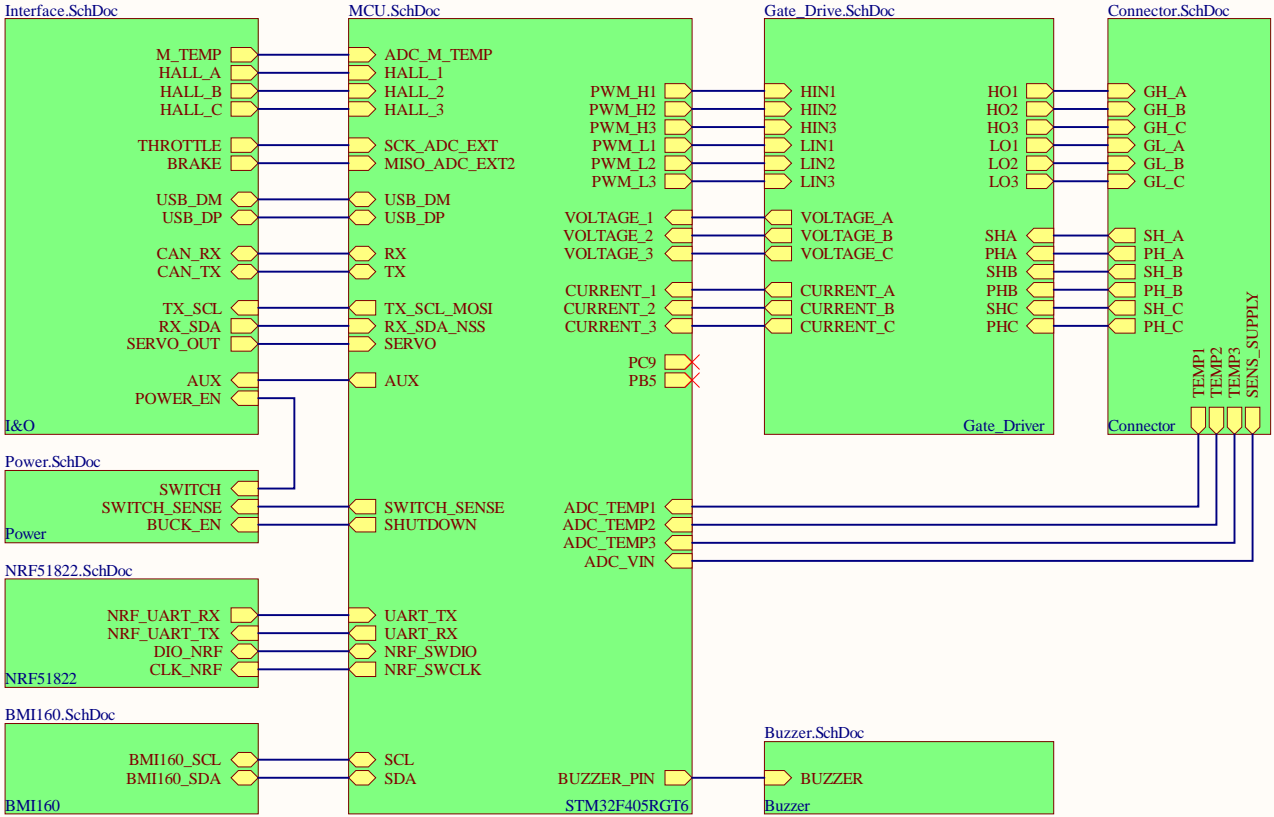 Interface.SchDoc
M_TEMP
HALL_A
HALL_B
HALL_C
THROTTLE
BRAKE
USB_DM
USB_DP
CAN_RX
CAN_TX
TX_SCL
RX_SDA
SERVO_OUT
AUX
POWER_EN
I&O
Power.SchDoc
SWITCH
SWITCH_SENSE
BUCK_EN
Power
NRF51822.SchDoc
NRF_UART_RX
NRF_UART_TX
DIO_NRF
CLK_NRF
NRF51822
BMI160.SchDoc
BMI160_SCL
BMI160_SDA
BMI160
MCU.SchDoc
ADC_M_TEMP
HALL_1
HALL_2
HALL_3
SCK_ADC_EXT
MISO_ADC_EXT2
USB_DM
USB_DP
RX
TX
TX_SCL_MOSI
RX_SDA_NSS
SERVO
AUX
SWITCH_SENSE
SHUTDOWN
UART_TX
UART_RX
NRF_SWDIO
NRF_SWCLK
SCL
SDA
PWM_H1
PWM_H2
PWM_H3
PWM_L1
PWM_L2
PWM_L3
VOLTAGE_1
VOLTAGE_2
VOLTAGE_3
CURRENT_1
CURRENT_2
CURRENT_3
PC9
PB5
ADC_TEMP1
ADC_TEMP2
ADC_TEMP3
ADC_VIN
BUZZER_PIN
STM32F405RGT6
Gate_Drive.SchDoc
HIN1
HIN2
HIN3
LIN1
LIN2
LIN3
VOLTAGE_A
VOLTAGE_B
VOLTAGE_C
CURRENT_A
CURRENT_B
CURRENT_C
HO1
HO2
HO3
LO1
LO2
LO3
SHA
PHA
SHB
PHB
SHC
PHC
Gate_Driver
Connector.SchDoc
GH_A
GH_B
GH_C
GL_A
GL_B
GL_C
SH_A
PH_A
SH_B
PH_B
SH_C
PH_C
TEMP1
TEMP2
TEMP3
SENS_SUPPLY
Connector
Buzzer.SchDoc
BUZZER
Buzzer